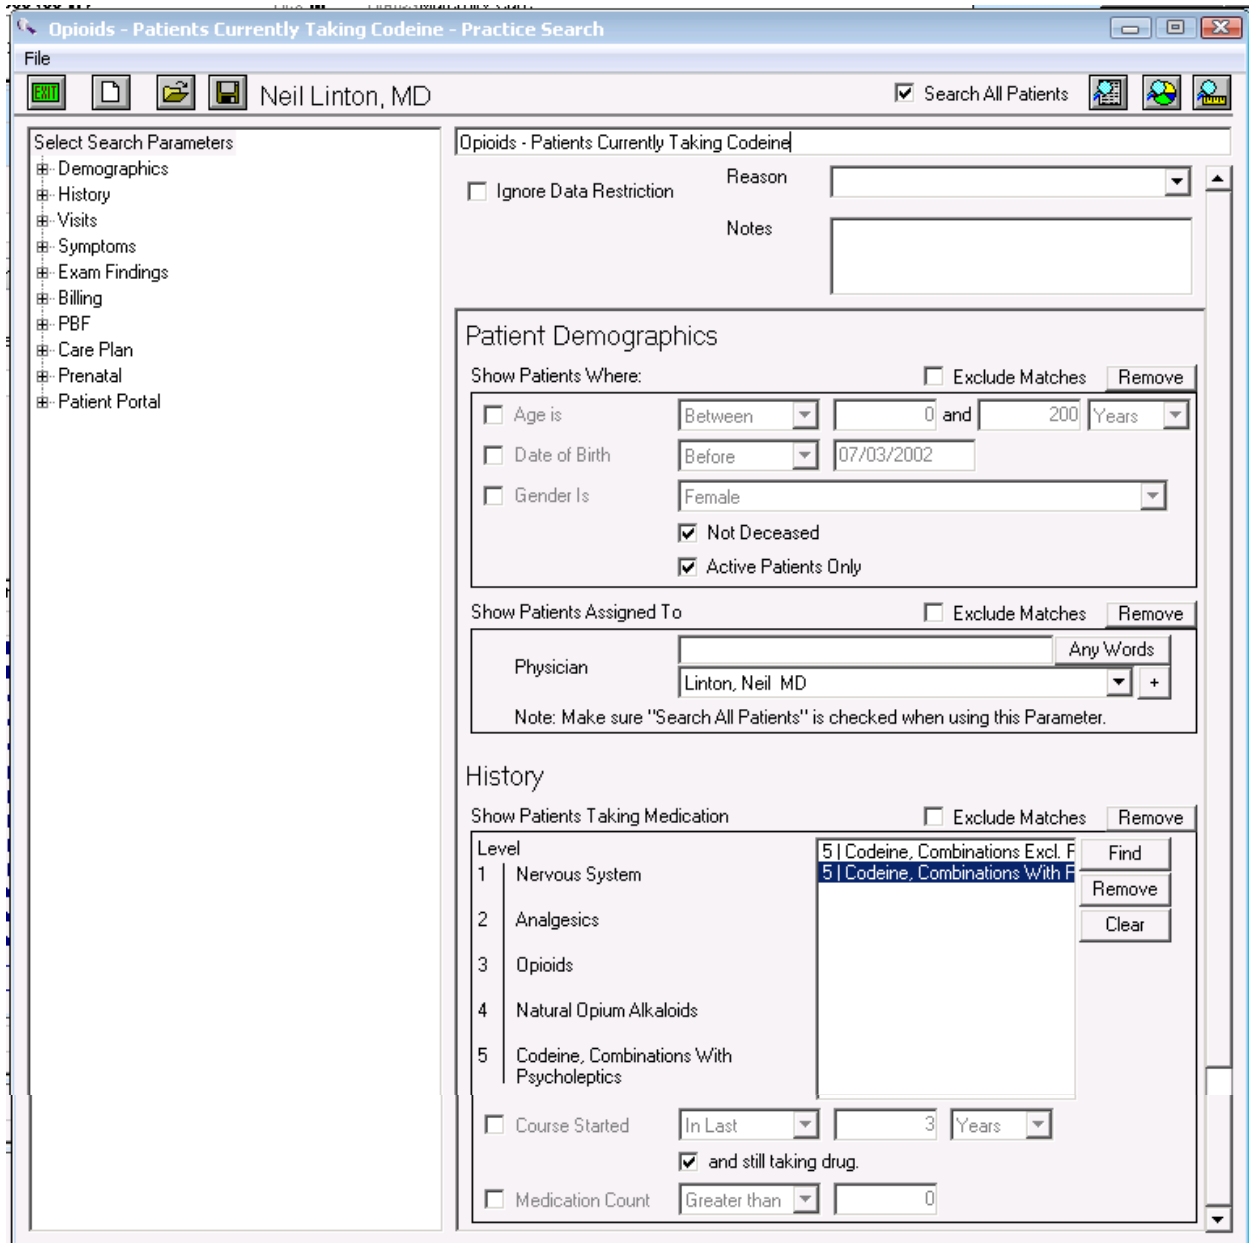 Opioids - Patients Currently Taking Codeine - Practice Search
File
EXIT Neil Linton, MD Search All Patients
Select Search Parameters
Demographics
History
Visits
Symptoms
Exam Findings
Billing
PBF
Care Plan
Prenatal
Patient Portal
Opioids - Patients Currently Taking Codeine
Ignore Data Restriction Reason
Notes
Patient Demographics
Show Patients Where: Exclude Matches Remove
Age is Between 0 and 200 Years
Date of Birth Before 07/03/2002
Gender Is Female
Not Deceased
Active Patients Only
Show Patients Assigned To Exclude Matches Remove
Any Words
Physician
Linton, Neil MD +
Note: Make sure "Search All Patients" is checked when using this Parameter.
History
Show Patients Taking Medication Exclude Matches Remove
Level
1 Nervous System
2 Analgesics
3 Opioids
4 Natural Opium Alkaloids
5 Codeine, Combinations With
Psycholeptics
5 | Codeine, Combinations Excl.
5 | Codeine, Combinations With
Find
Remove
Clear
Course Started In Last 3 Years
and still taking drug.
Medication Count Greater than 0